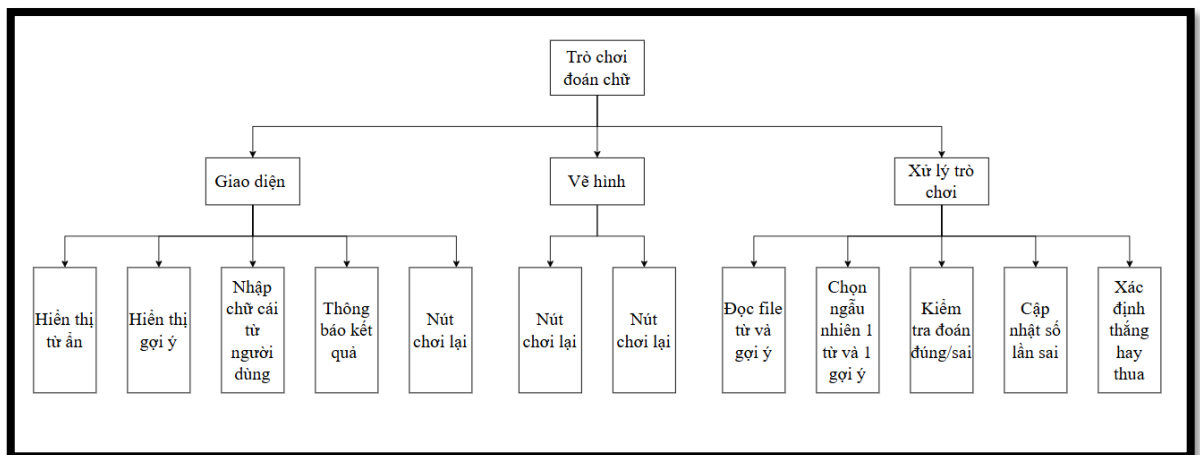 Trò chơi
đoán chữ
Giao diện
Vẽ hình
Xử lý trò
chơi
Hiển thị
từ ẩn
Hiển thị
gợi ý
Nhập
chữ cái
từ
người
dùng
Thông
báo kết
quả
Nút
chơi lại
Nút
chơi lại
Nút
chơi lại
Đọc file
từ và
gợi ý
Chọn
ngẫu
nhiên 1
từ và 1
gợi ý
Kiểm
tra đoán
đúng/sai
Cập
nhật số
lần sai
Xác
định
thắng
hay
thua